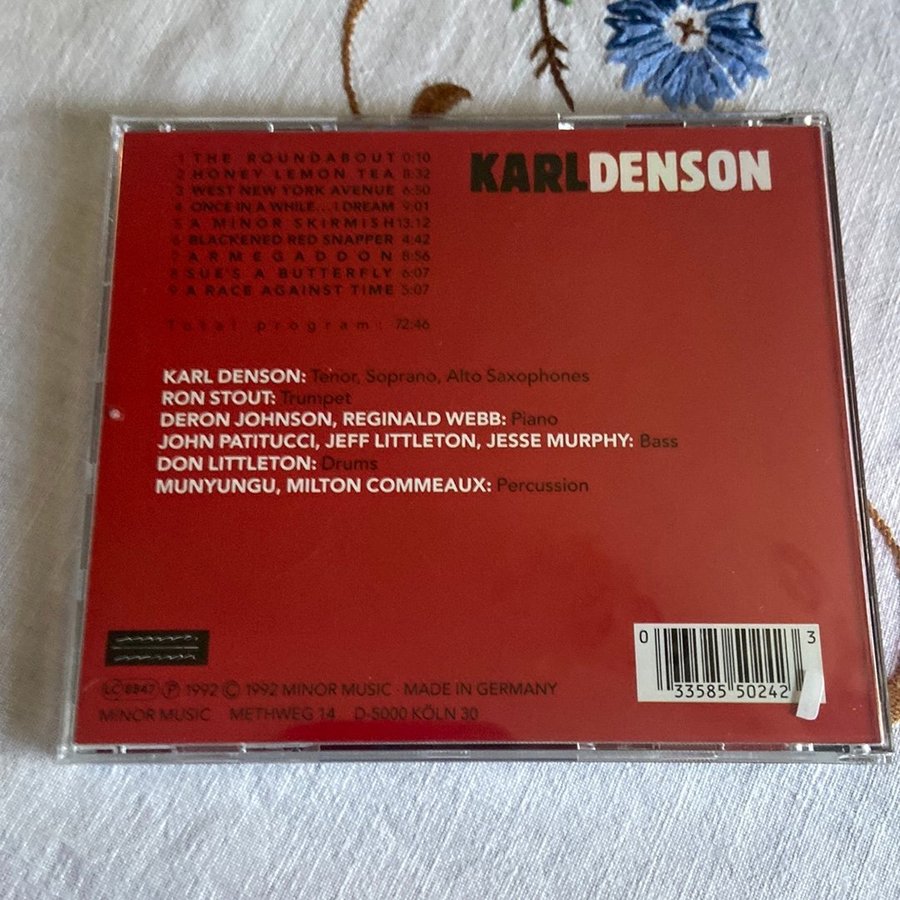 1 THE ROUNDABOUT 0:10
2 HONEY LEMON TEA 8:32
3 WEST NEW YORK AVENUE 6:50
4 ONCE IN A WHILE...I DREAM 9:01
5 A MINOR SKIRMISH 13:12
6 BLACKENED RED SNAPPER 4:42
7 ARMEGADDON 8:56
8 SUE'S A BUTTERFLY 6:07
9 A RACE AGAINST TIME 5:07
Total program: 72:46
KARLDENSON
KARL DENSON: Tenor, Soprano, Alto Saxophones
RON STOUT: Trumpet
DERON JOHNSON, REGINALD WEBB: Piano
JOHN PATITUCCI, JEFF LITTLETON, JESSE MURPHY: Bass
DON LITTLETON: Drums
MUNYUNGU, MILTON COMMEAUX: Percussion
LC 8847 Ⓟ 1992 © 1992 MINOR MUSIC · MADE IN GERMANY
MINOR MUSIC METHWEG 14 D-5000 KÖLN 30
0 33585 50242 3